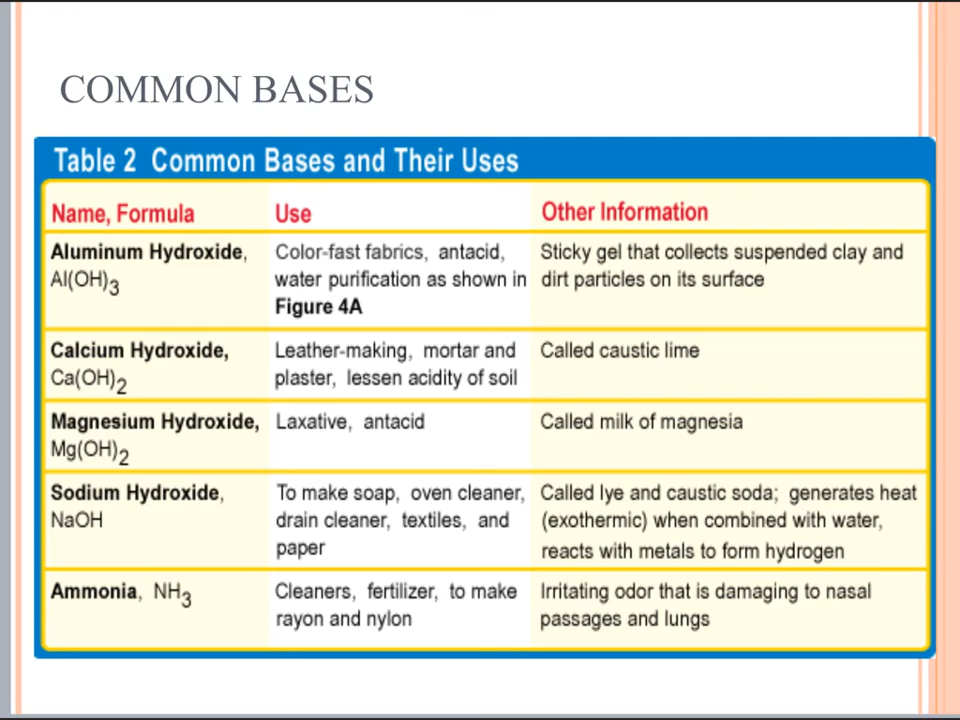 COMMON BASES
Table 2 Common Bases and Their Uses
Name, Formula
Use
Other Information
Aluminum Hydroxide,
Al(OH)3
Color-fast fabrics, antacid,
water purification as shown in
Figure 4A
Sticky gel that collects suspended clay and
dirt particles on its surface
Calcium Hydroxide,
Ca(OH)2
Leather-making, mortar and
plaster, lessen acidity of soil
Called caustic lime
Magnesium Hydroxide,
Mg(OH)2
Laxative, antacid
Called milk of magnesia
Sodium Hydroxide,
NaOH
To make soap, oven cleaner,
drain cleaner, textiles, and
paper
Called lye and caustic soda; generates heat
(exothermic) when combined with water,
reacts with metals to form hydrogen
Ammonia, NH3
Cleaners, fertilizer, to make
rayon and nylon
Irritating odor that is damaging to nasal
passages and lungs